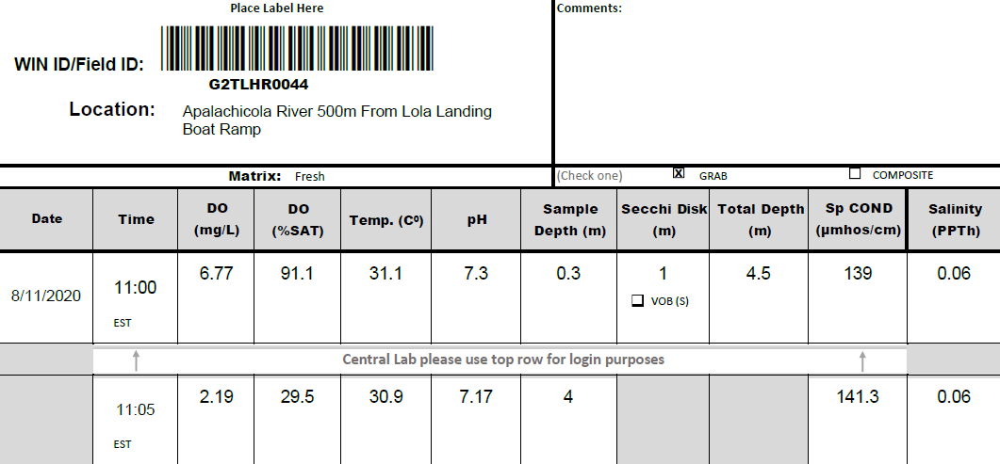 Place Label Here
Comments:
WIN ID/Field ID:
G2TLHR0044
Location: Apalachicola River 500m From Lola Landing
Boat Ramp
Matrix: Fresh
(Check one) X GRAB COMPOSITE
Date Time DO (mg/L) DO (%SAT) Temp. (C⁰) pH Sample Depth (m) Secchi Disk (m) Total Depth (m) Sp COND (µmhos/cm) Salinity (PPTh)
8/11/2020 11:00 EST 6.77 91.1 31.1 7.3 0.3 1 VOB (S) 4.5 139 0.06
Central Lab please use top row for login purposes
11:05 EST 2.19 29.5 30.9 7.17 4 141.3 0.06